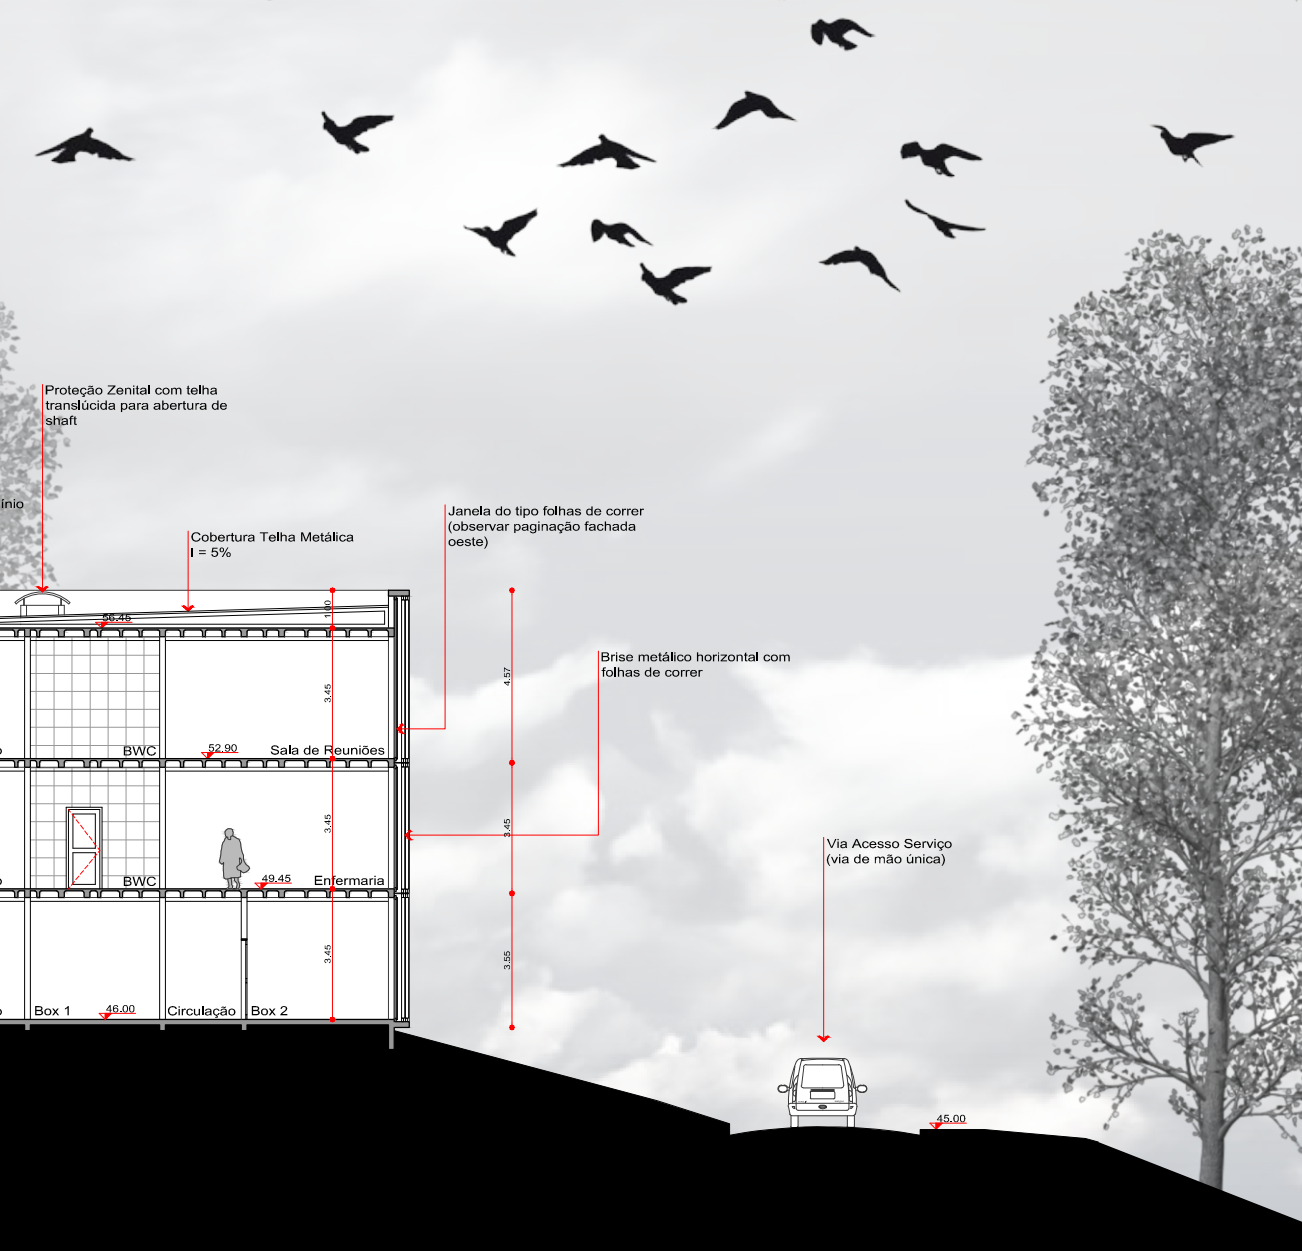 Proteção Zenital com telha
translúcida para abertura de
shaft
ínio
Cobertura Telha Metálica
I = 5%
Janela do tipo folhas de correr
(observar paginação fachada
oeste)
Brise metálico horizontal com
folhas de correr
Via Acesso Serviço
(via de mão única)
56.45
1.00
3.45
4.57
BWC
52.90
Sala de Reuniões
3.45
3.45
BWC
49.45
Enfermaria
3.45
3.55
o
o
o
Box 1
46.00
Circulação
Box 2
45.00